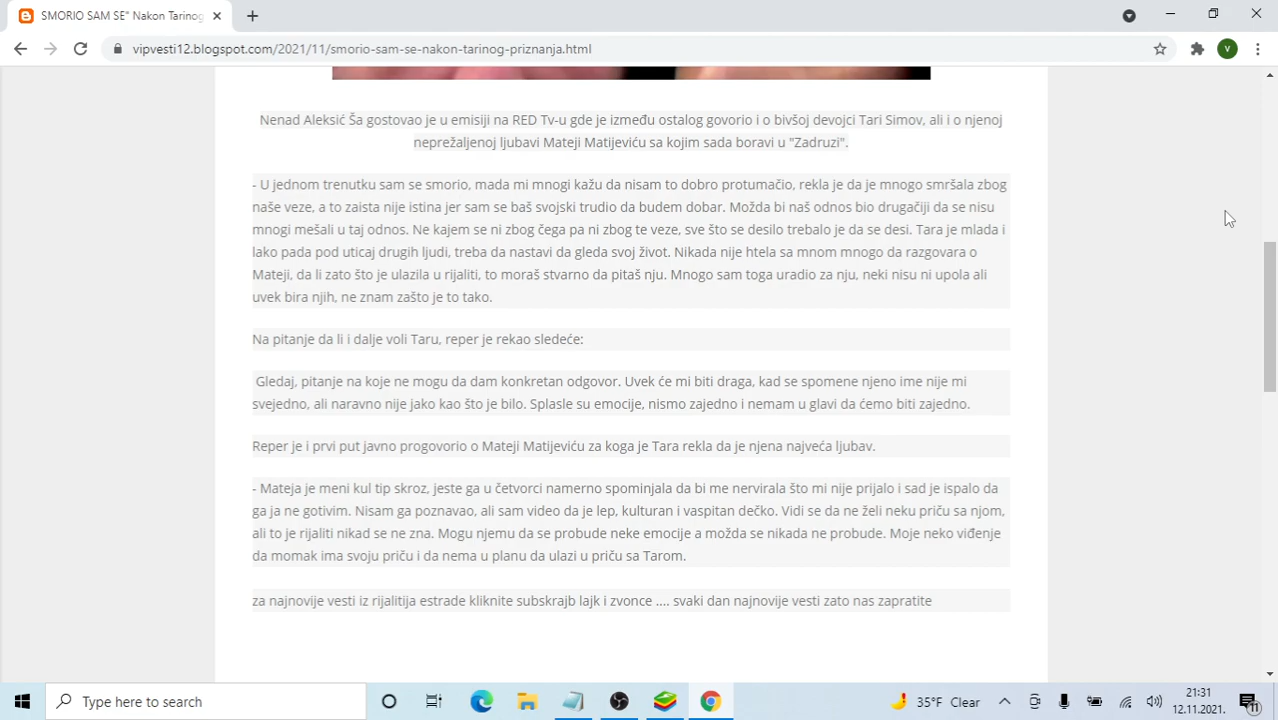 SMORIO SAM SE" Nakon Tarinog
vipvesti12.blogspot.com/2021/11/smorio-sam-se-nakon-tarinog-priznanja.html
V
Nenad Aleksić Ša gostovao je u emisiji na RED Tv-u gde je između ostalog govorio i o bivšoj devojci Tari Simov, ali i o njenoj
neprežaljenoj ljubavi Mateji Matijeviću sa kojim sada boravi u "Zadruzi".
- U jednom trenutku sam se smorio, mada mi mnogi kažu da nisam to dobro protumačio, rekla je da je mnogo smršala zbog
naše veze, a to zaista nije istina jer sam se baš svojski trudio da budem dobar. Možda bi naš odnos bio drugačiji da se nisu
mnogi mešali u taj odnos. Ne kajem se ni zbog čega pa ni zbog te veze, sve što se desilo trebalo je da se desi. Tara je mlada i
lako pada pod uticaj drugih ljudi, treba da nastavi da gleda svoj život. Nikada nije htela sa mnom mnogo da razgovara o
Mateji, da li zato što je ulazila u rijaliti, to moraš stvarno da pitaš nju. Mnogo sam toga uradio za nju, neki nisu ni upola ali
uvek bira njih, ne znam zašto je to tako.
Na pitanje da li i dalje voli Taru, reper je rekao sledeće:
Gledaj, pitanje na koje ne mogu da dam konkretan odgovor. Uvek će mi biti draga, kad se spomene njeno ime nije mi
svejedno, ali naravno nije jako kao što je bilo. Splasle su emocije, nismo zajedno i nemam u glavi da ćemo biti zajedno.
Reper je i prvi put javno progovorio o Mateji Matijeviću za koga je Tara rekla da je njena najveća ljubav.
- Mateja je meni kul tip skroz, jeste ga u četvorci namerno spominjala da bi me nervirala što mi nije prijalo i sad je ispalo da
ga ja ne gotivim. Nisam ga poznavao, ali sam video da je lep, kulturan i vaspitan dečko. Vidi se da ne želi neku priču sa njom,
ali to je rijaliti nikad se ne zna. Mogu njemu da se probude neke emocije a možda se nikada ne probude. Moje neko viđenje
da momak ima svoju priču i da nema u planu da ulazi u priču sa Tarom.
za najnovije vesti iz rijalitija estrade kliknite subskrajb lajk i zvonce .... svaki dan najnovije vesti zato nas zapratite
Type here to search
35°F Clear
21:31
12.11.2021.
11